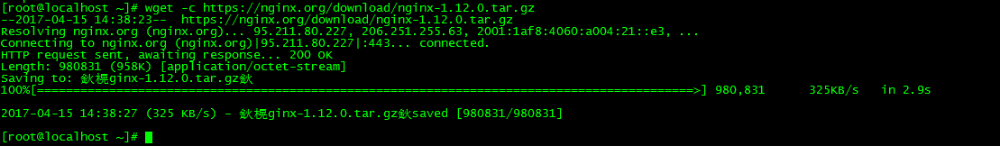 [root@localhost ~]# wget -c https://nginx.org/download/nginx-1.12.0.tar.gz
--2017-04-15 14:38:23--  https://nginx.org/download/nginx-1.12.0.tar.gz
Resolving nginx.org (nginx.org)... 95.211.80.227, 206.251.255.63, 2001:1af8:4060:a004:21::e3, ...
Connecting to nginx.org (nginx.org)|95.211.80.227|:443... connected.
HTTP request sent, awaiting response... 200 OK
Length: 980831 (958K) [application/octet-stream]
Saving to: 鈥榥ginx-1.12.0.tar.gz鈥
100%[=============================================================================================>] 980,831     325KB/s   in 2.9s
2017-04-15 14:38:27 (325 KB/s) - 鈥榥ginx-1.12.0.tar.gz鈥saved [980831/980831]
[root@localhost ~]#